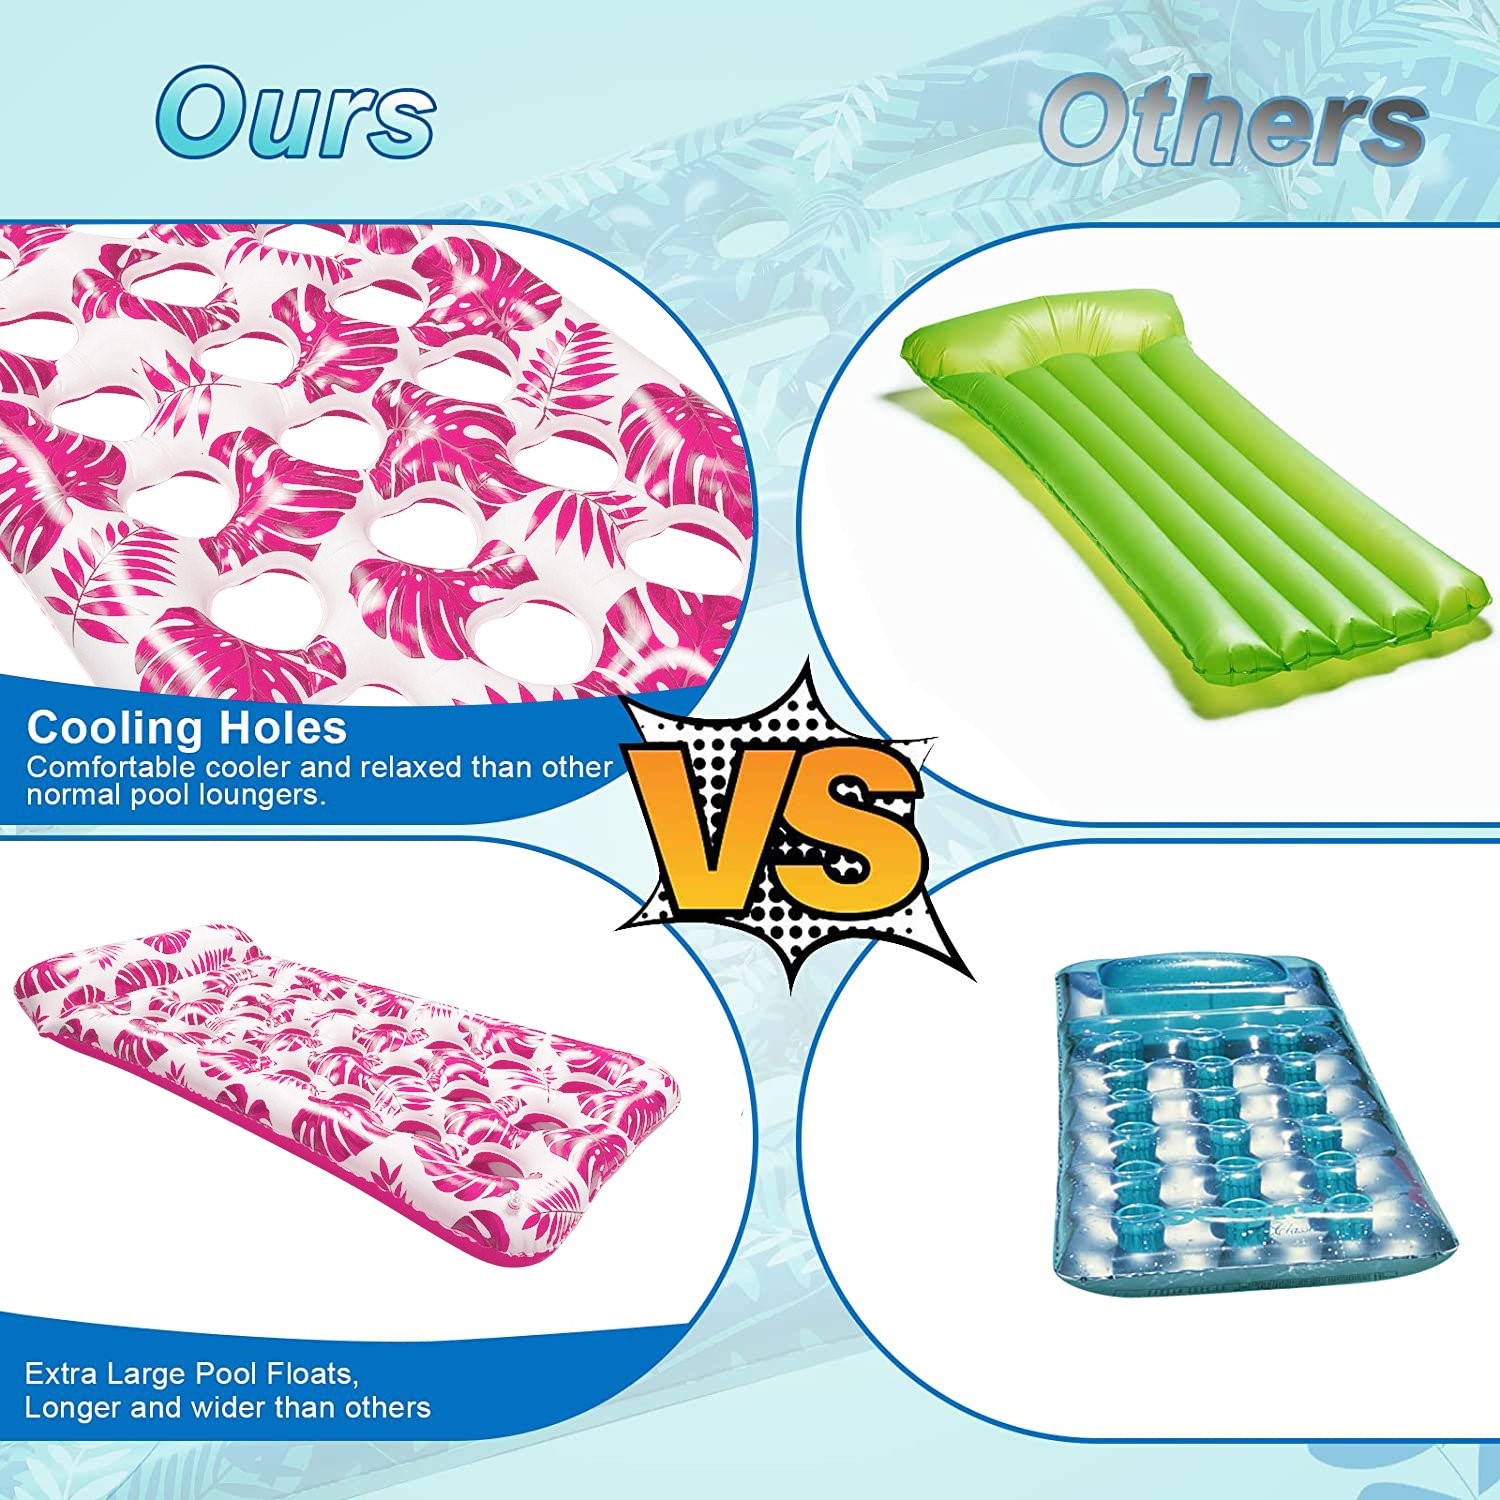 Ours
Others
Cooling Holes
Comfortable cooler and relaxed than other
normal pool loungers.
VS
Extra Large Pool Floats,
Longer and wider than others